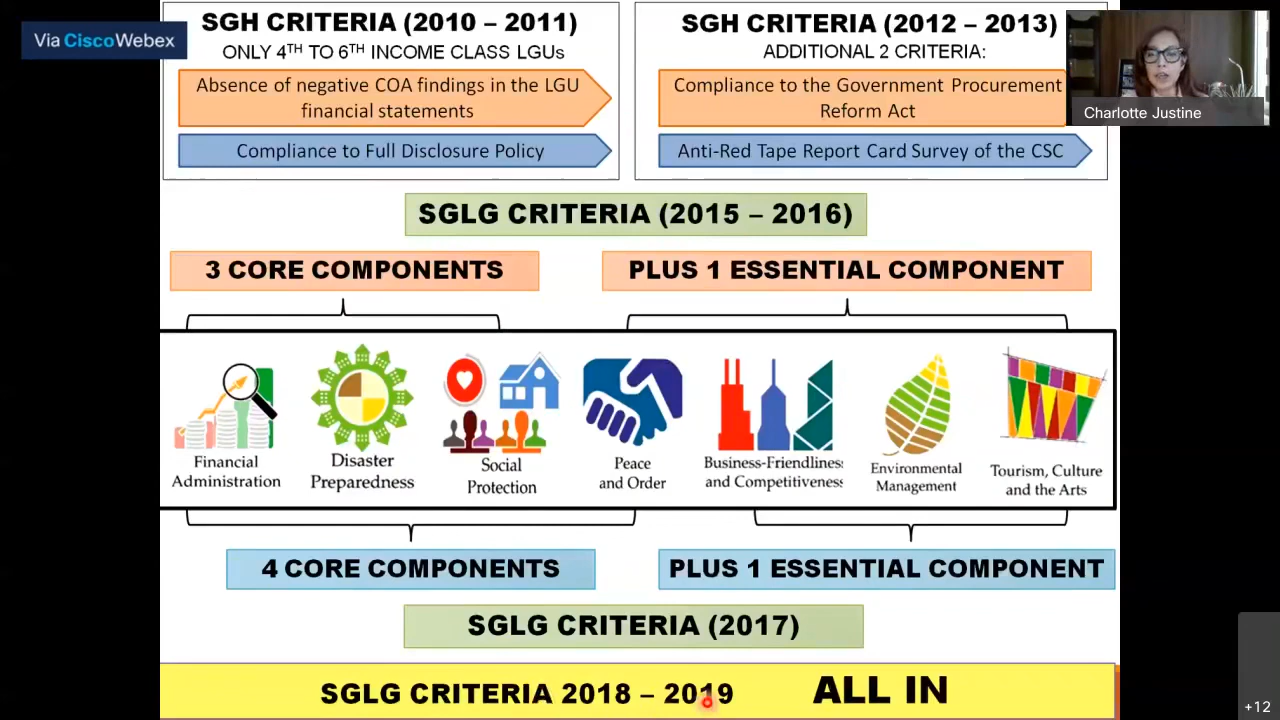 Via CiscoWebex
SGH CRITERIA (2010 – 2011)
ONLY 4TH TO 6TH INCOME CLASS LGUs
Absence of negative COA findings in the LGU
financial statements
Compliance to Full Disclosure Policy
SGH CRITERIA (2012 – 2013)
ADDITIONAL 2 CRITERIA:
Compliance to the Government Procurement
Reform Act
Anti-Red Tape Report Card Survey of the CSC
Charlotte Justine
SGLG CRITERIA (2015 – 2016)
3 CORE COMPONENTS
PLUS 1 ESSENTIAL COMPONENT
Financial
Administration
Disaster
Preparedness
Social
Protection
Peace
and Order
Business-Friendliness
and Competitiveness
Environmental
Management
Tourism, Culture
and the Arts
4 CORE COMPONENTS
PLUS 1 ESSENTIAL COMPONENT
SGLG CRITERIA (2017)
SGLG CRITERIA 2018 – 2019 ALL IN
+12